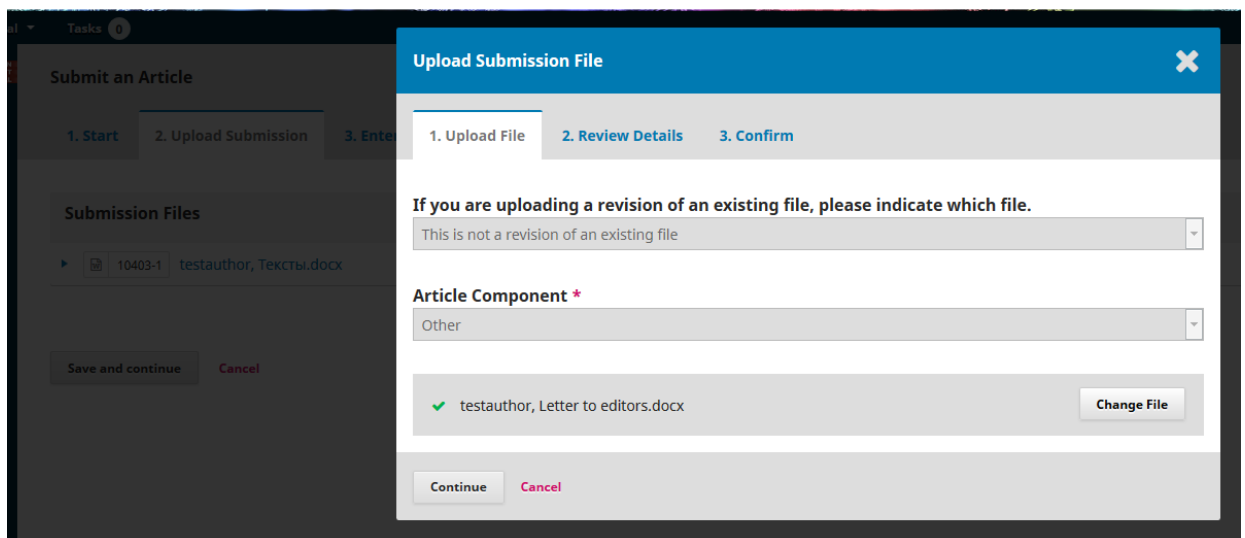 al Tasks 0
Submit an Article
1. Start 2. Upload Submission 3. Enter
Submission Files
10403-1 testauthor, Тексты.docx
Save and continue Cancel
Upload Submission File
1. Upload File 2. Review Details 3. Confirm
If you are uploading a revision of an existing file, please indicate which file.
This is not a revision of an existing file
Article Component *
Other
testauthor, Letter to editors.docx Change File
Continue Cancel